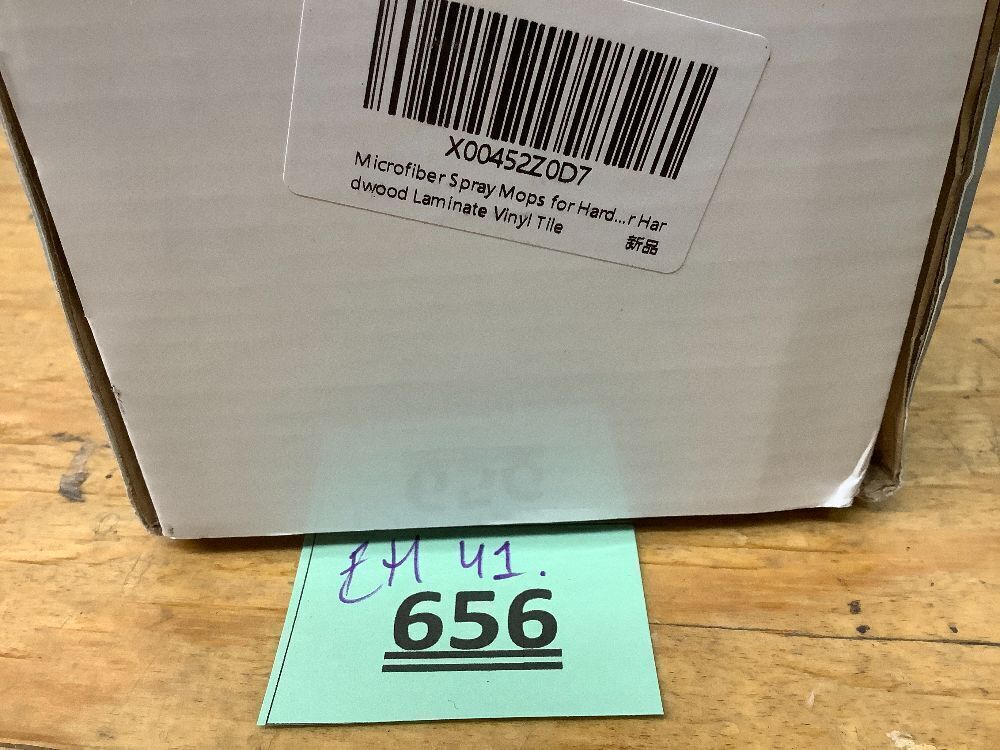 X00452Z0D7
Microfiber Spray Mops for Hard...r Har
dwood Laminate Vinyl Tile
新品
EH 41.
656